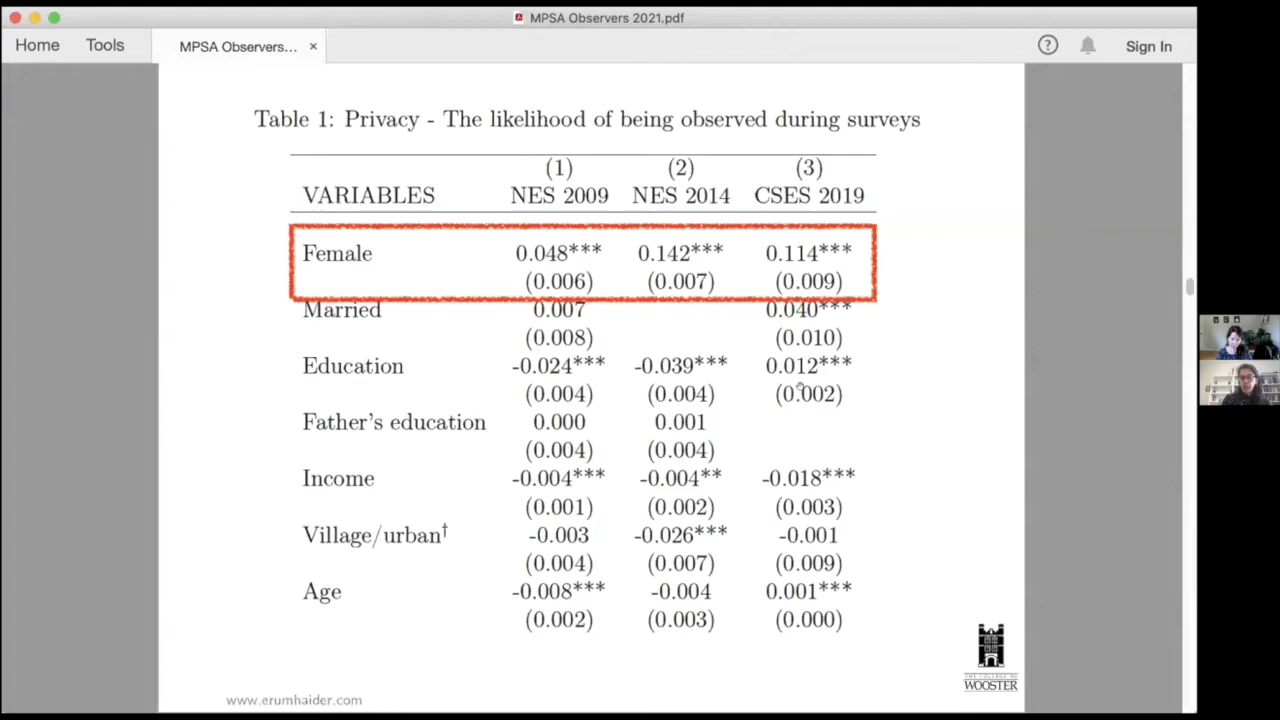 MPSA Observers 2021.pdf
Home Tools MPSA Observers... × ? Sign In
Table 1: Privacy - The likelihood of being observed during surveys
(1) (2) (3)
VARIABLES NES 2009 NES 2014 CSES 2019
Female 0.048*** 0.142*** 0.114***
(0.006) (0.007) (0.009)
Married 0.007 0.040***
(0.008) (0.010)
Education -0.024*** -0.039*** 0.012***
(0.004) (0.004) (0.002)
Father's education 0.000 0.001
(0.004) (0.004)
Income -0.004*** -0.004** -0.018***
(0.001) (0.002) (0.003)
Village/urban† -0.003 -0.026*** -0.001
(0.004) (0.007) (0.009)
Age -0.008*** -0.004 0.001***
(0.002) (0.003) (0.000)
THE COLLEGE OF
WOOSTER
www.erumhaider.com